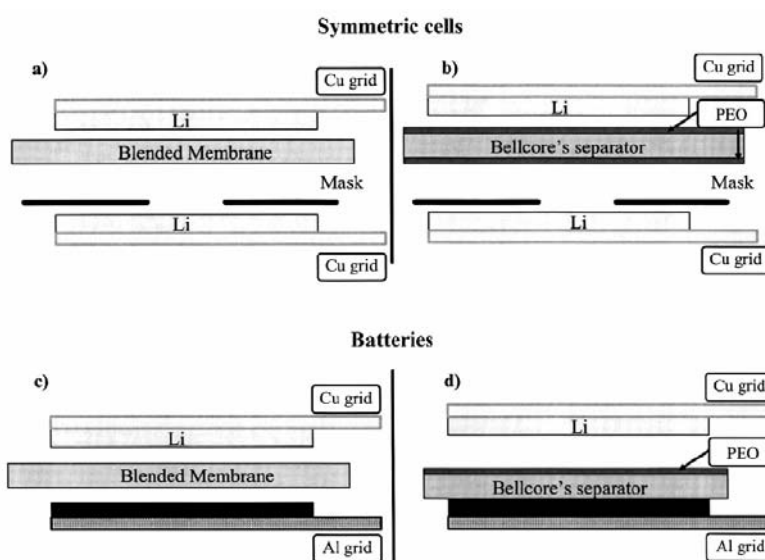 Symmetric cells
a)
Cu grid
Li
Blended Membrane
Mask
Li
Cu grid
b)
Cu grid
Li
PEO
Bellcore's separator
Mask
Li
Cu grid
Batteries
c)
Cu grid
Li
Blended Membrane
Al grid
d)
Cu grid
Li
PEO
Bellcore's separator
Al grid